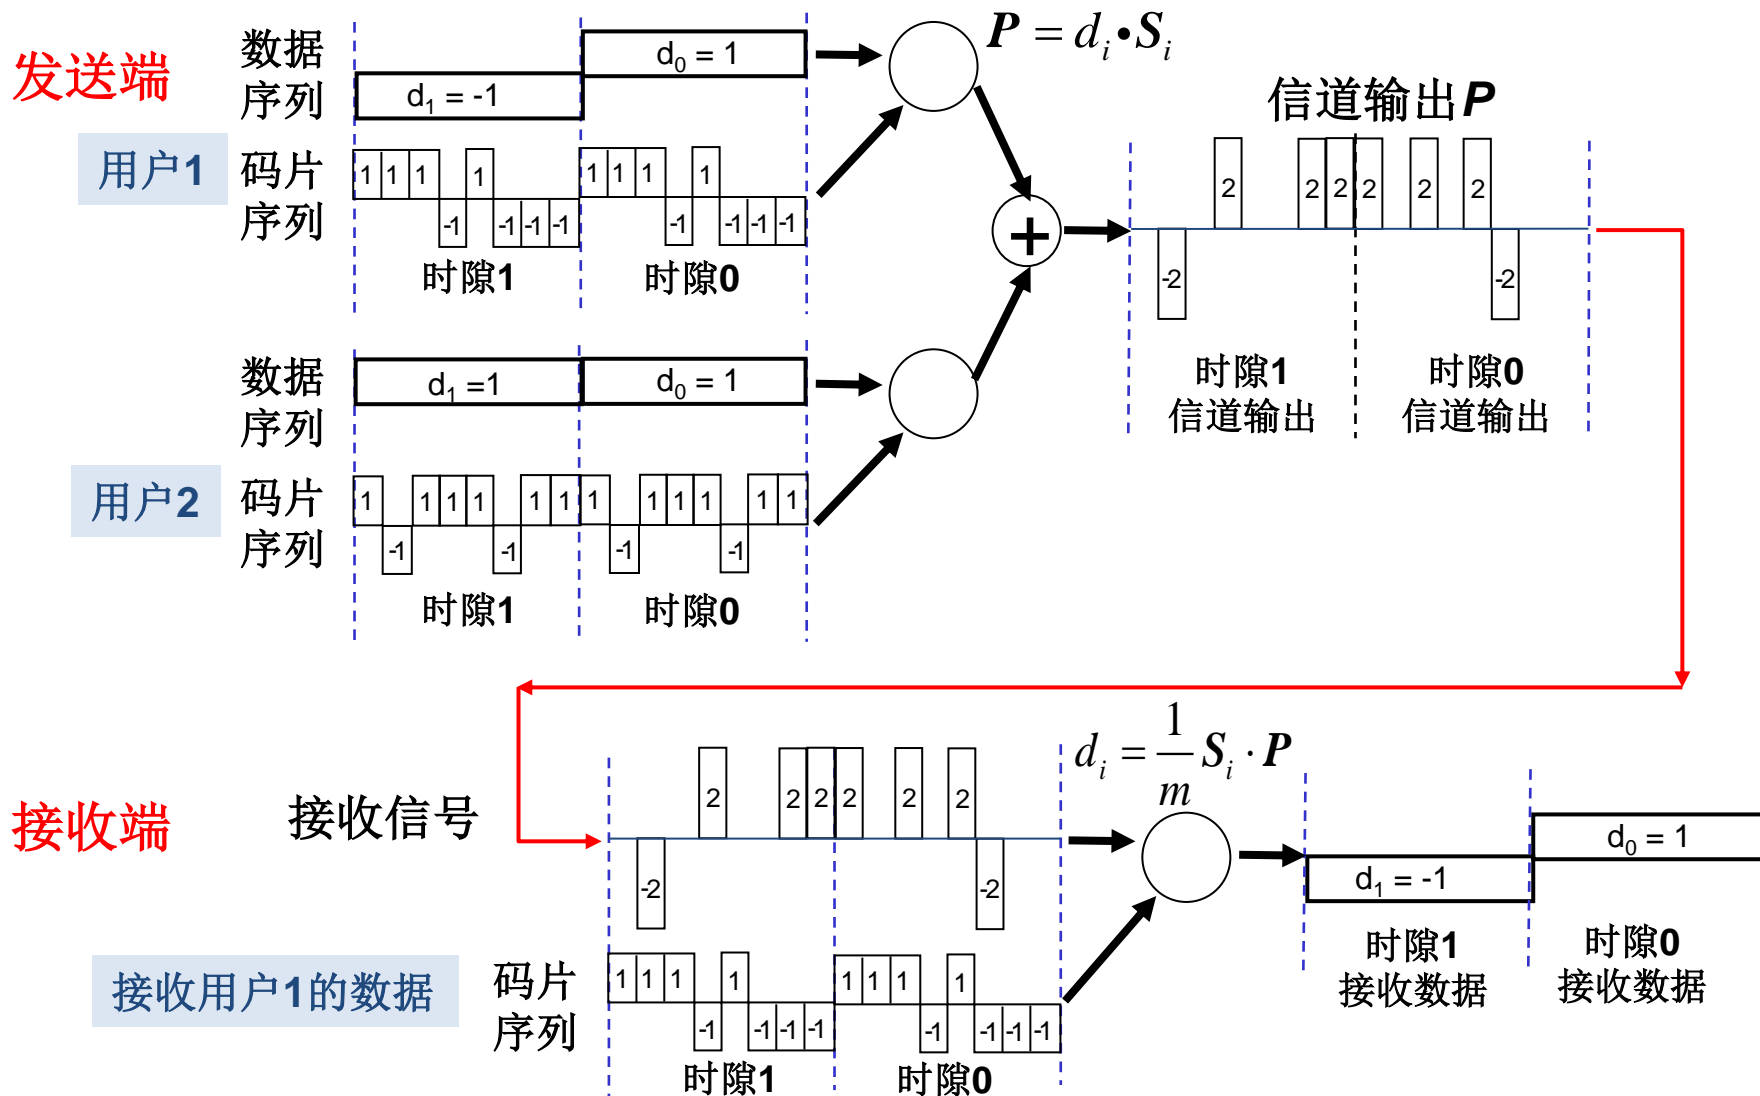 发送端
数据
序列
d₁ = -1
d₀ = 1
P = dᵢ•Sᵢ
用户1
码片
序列
1 1 1 -1 1 -1 -1 -1
1 1 1 -1 1 -1 -1 -1
时隙1
时隙0
+
信道输出P
-2 2 2 2 2 2 2 -2
时隙1
信道输出
时隙0
信道输出
数据
序列
d₁ =1
d₀ = 1
用户2
码片
序列
1 -1 1 1 1 -1 1 1
1 -1 1 1 1 -1 1 1
时隙1
时隙0
接收端
接收信号
-2 2 2 2 2 2 2 -2
dᵢ = 1/m Sᵢ · P
d₁ = -1
d₀ = 1
时隙1
接收数据
时隙0
接收数据
接收用户1的数据
码片
序列
1 1 1 -1 1 -1 -1 -1
1 1 1 -1 1 -1 -1 -1
时隙1
时隙0